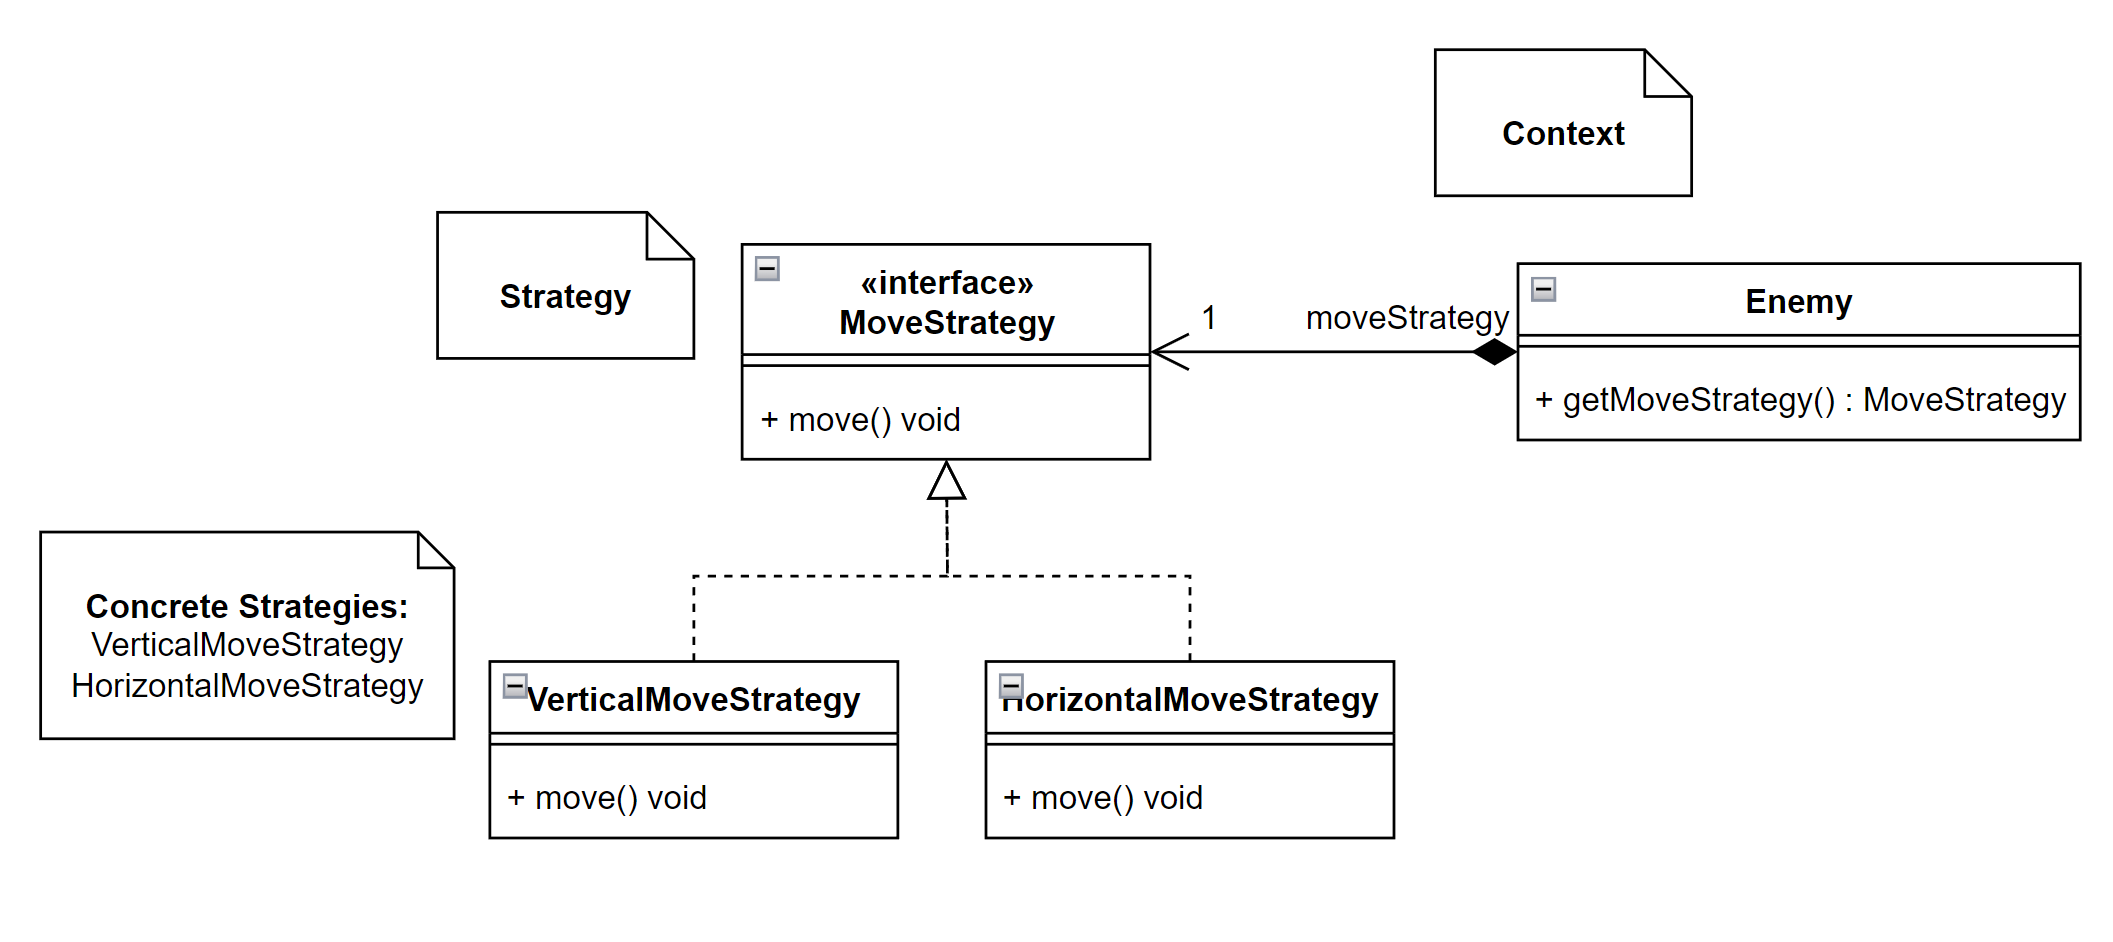 Context
Strategy
«interface»
MoveStrategy
+ move() void
1
moveStrategy
Enemy
+ getMoveStrategy() : MoveStrategy
Concrete Strategies:
VerticalMoveStrategy
HorizontalMoveStrategy
VerticalMoveStrategy
+ move() void
HorizontalMoveStrategy
+ move() void